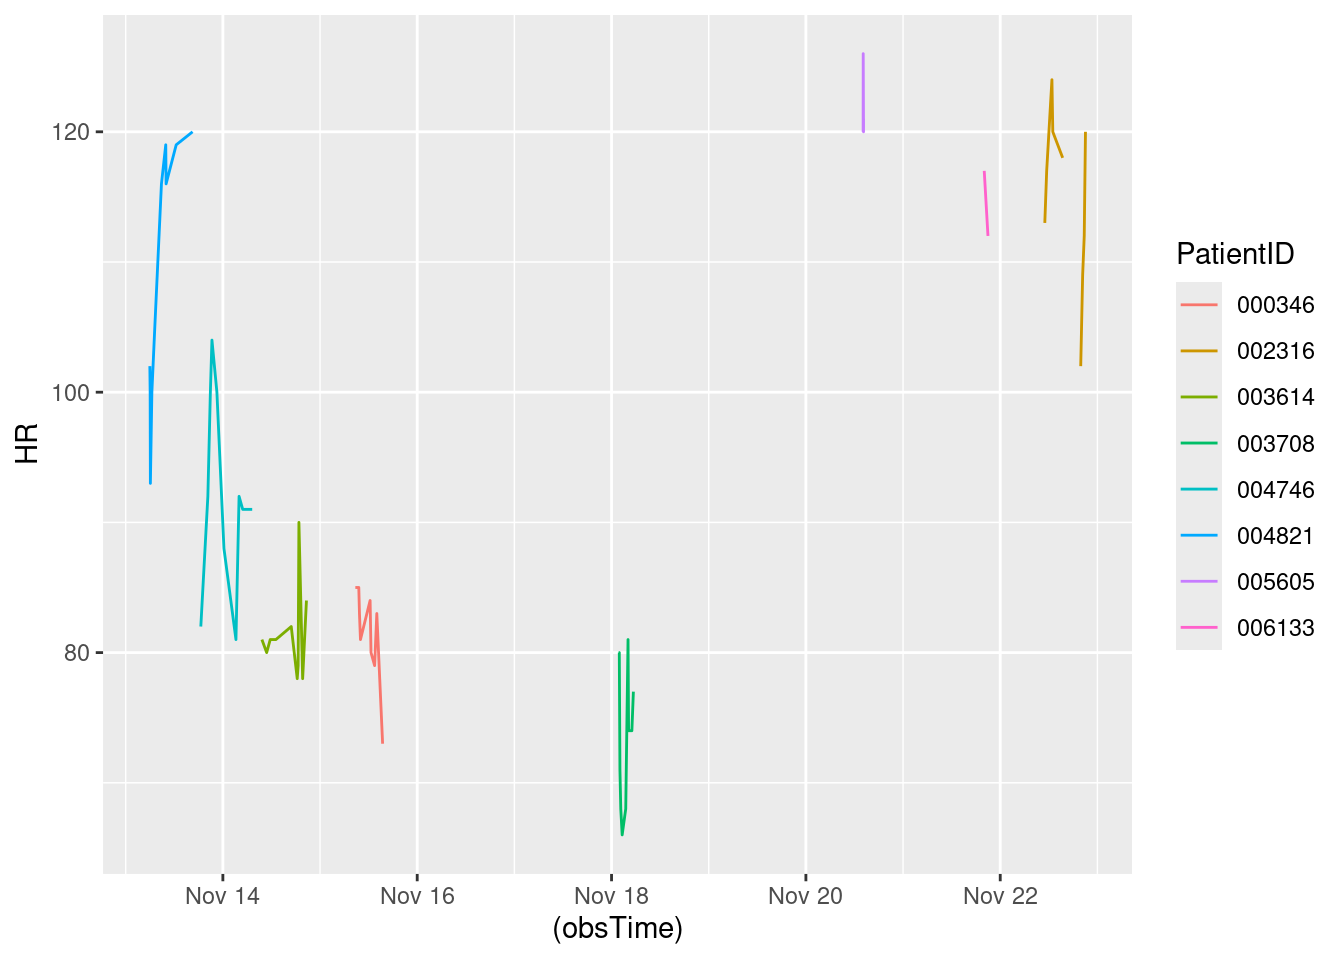 120
100
80
HR
Nov 14
Nov 16
Nov 18
Nov 20
Nov 22
(obsTime)
PatientID
000346
002316
003614
003708
004746
004821
005605
006133